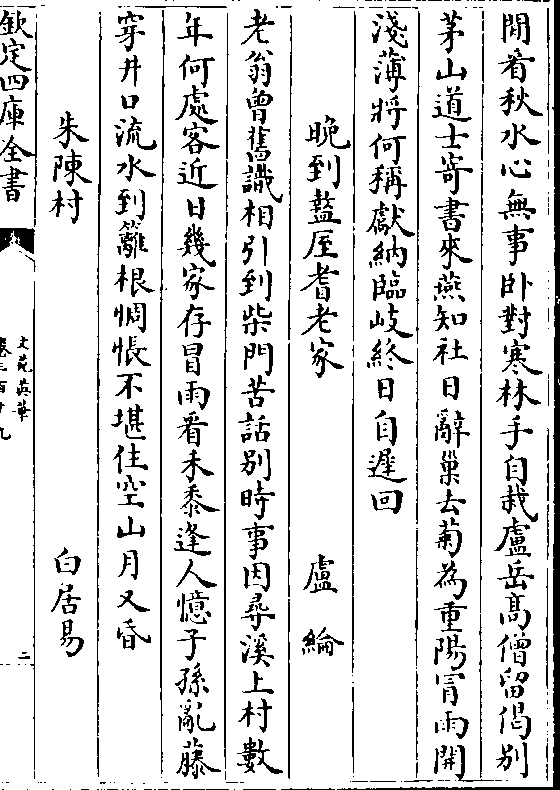 閒看秋水心無事卧對寒林手自栽盧岳髙僧留偈别
茅山道士寄書來燕知社日辭巢去菊為重陽冐雨開
淺薄將何稱獻納臨岐終日自遲回
晚到盩厔耆老家 盧綸
老翁曽舊識相引到柴門苦話别時事因尋溪上村數
年何處客近日幾家存冒雨看禾黍逢人憶子孫亂藤
穿井口流水到籬根惆悵不堪住空山月又昏
朱陳村 白居易
欽定四庫全書
文苑英華
卷三百十九
二